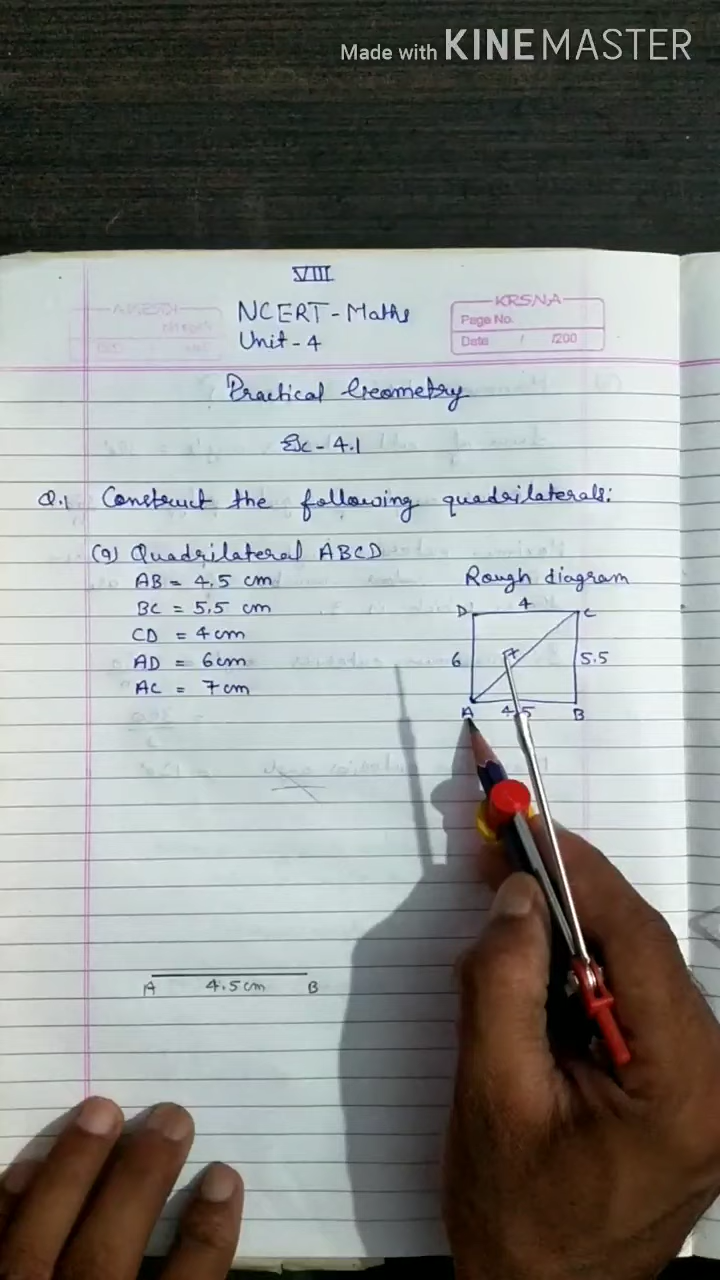 Made with KINEMASTER
VIII
NCERT-Maths
Unit-4
KRSNA
Page No.
Date / /200
Practical Geometry
Ex-4.1
Q.1 Construct the following quadrilaterals:
(a) Quadrilateral ABCD
AB = 4.5 cm
BC = 5.5 cm
CD = 4 cm
AD = 6 cm
AC = 7 cm
Rough diagram
D 4 C
6 7 5.5
A 4.5 B
A 4.5 cm B